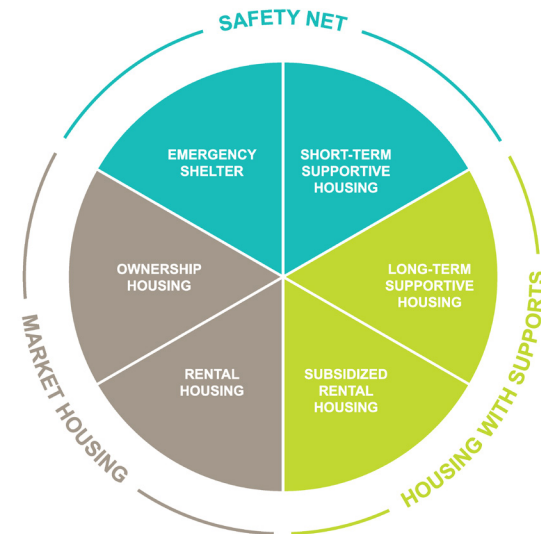 SAFETY NET
EMERGENCY
SHELTER
SHORT-TERM
SUPPORTIVE
HOUSING
OWNERSHIP
HOUSING
LONG-TERM
SUPPORTIVE
HOUSING
RENTAL
HOUSING
SUBSIDIZED
RENTAL
HOUSING
MARKET HOUSING
HOUSING WITH SUPPORTS